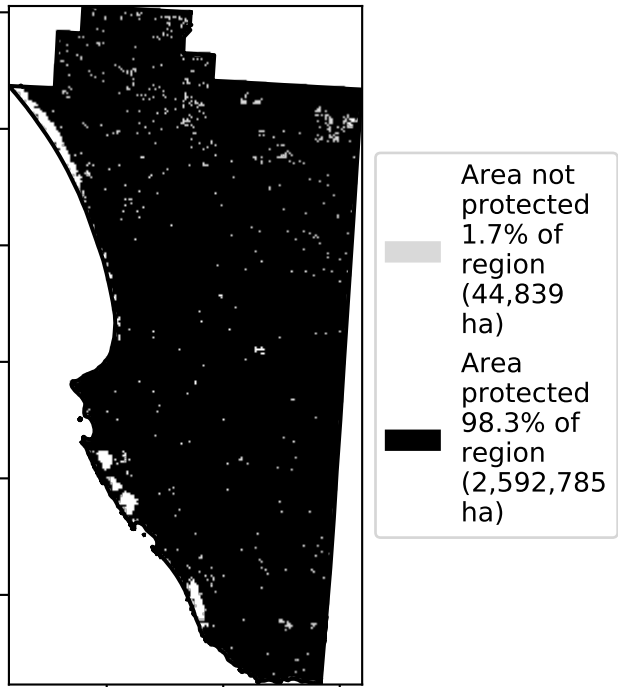 Area not
protected
1.7% of
region
(44,839
ha)
Area
protected
98.3% of
region
(2,592,785
ha)